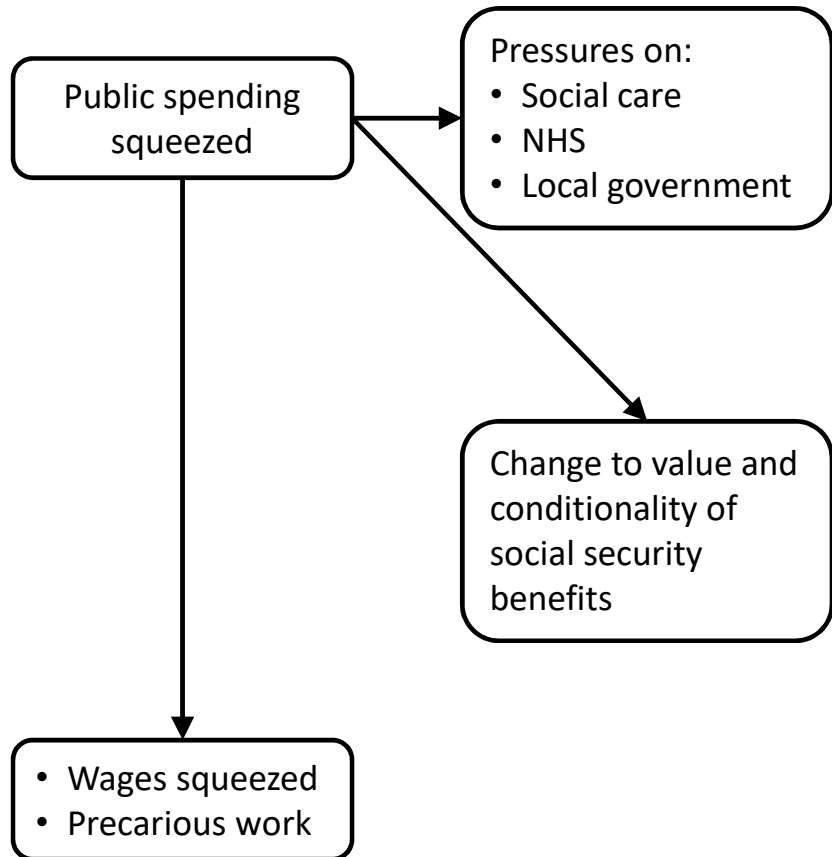 Public spending
squeezed
Pressures on:
• Social care
• NHS
• Local government
Change to value and
conditionality of
social security
benefits
• Wages squeezed
• Precarious work